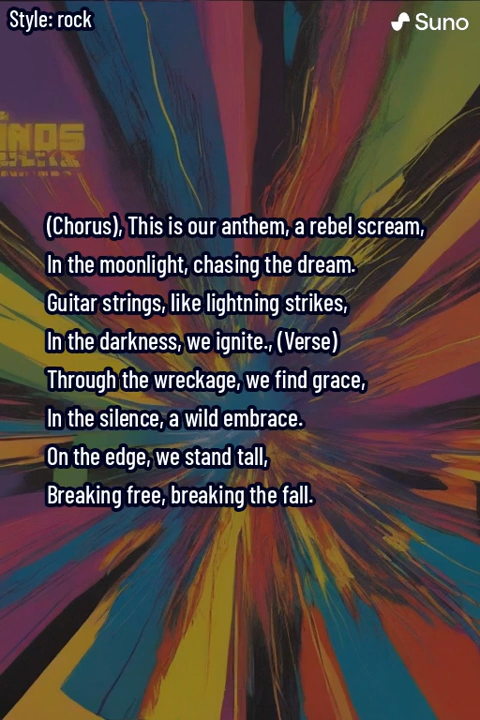 Style: rock
Suno
INDS
(Chorus), This is our anthem, a rebel scream,
In the moonlight, chasing the dream.
Guitar strings, like lightning strikes,
In the darkness, we ignite., (Verse)
Through the wreckage, we find grace,
In the silence, a wild embrace.
On the edge, we stand tall,
Breaking free, breaking the fall.